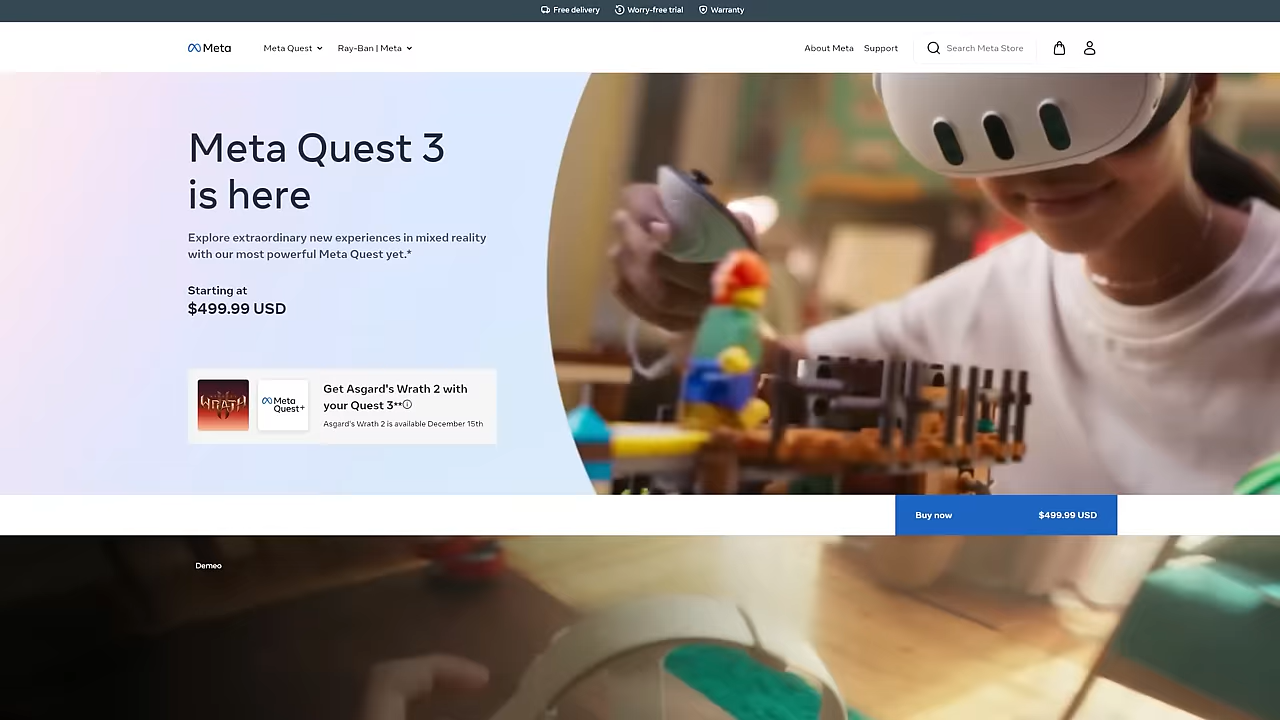 Free delivery
Worry-free trial
Warranty
Meta
Meta Quest
Ray-Ban | Meta
About Meta
Support
Search Meta Store
Meta Quest 3
is here
Explore extraordinary new experiences in mixed reality
with our most powerful Meta Quest yet.*
Starting at
$499.99 USD
WRATH
Meta
Quest+
Get Asgard's Wrath 2 with
your Quest 3**
Asgard's Wrath 2 is available December 15th
Buy now
$499.99 USD
Demeo